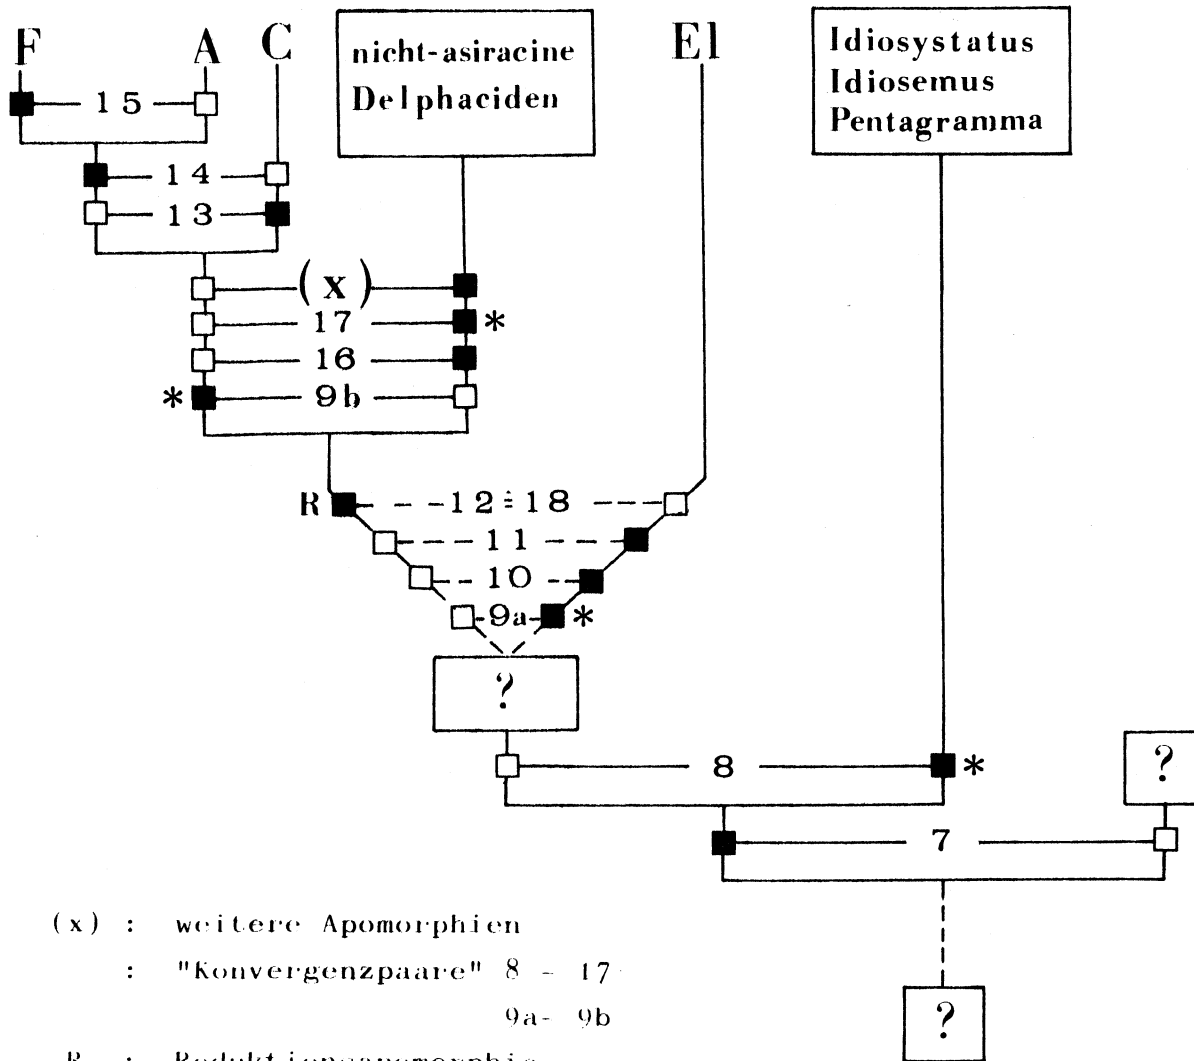 F A C El
nicht-asiracine
Delphaciden
Idiosystatus
Idiosemus
Pentagramma
15
14
13
(x)
17 *
16
* 9b
R 12÷18
11
10
9a *
?
8 *
?
7
(x) : weitere Apomorphien
: "Konvergenzpaare" 8 - 17
9a- 9b
?
R : Reduktionsapomorphie